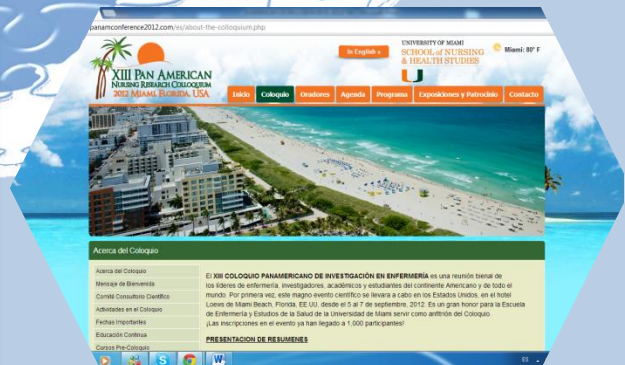 panamconference2012.com/es/about-the-colloquium.php
In English »
UNIVERSITY OF MIAMI
SCHOOL of NURSING
& HEALTH STUDIES
Miami: 80° F
XIII PAN AMERICAN
NURSING RESEARCH COLLOQUIUM
2012 MIAMI, FLORIDA, USA
Inicio Coloquio Oradores Agenda Programa Exposiciones y Patrocinio Contacto
Acerca del Coloquio
Acerca del Coloquio
Mensaje de Bienvenida
Comité Consultorio Científico
Actividades en el Coloquio
Fechas Importantes
Educación Continua
Cursos Pre-Coloquio
El XIII COLOQUIO PANAMERICANO DE INVESTIGACIÓN EN ENFERMERÍA es una reunión bienal de
los líderes de enfermería, investigadores, académicos y estudiantes del continente Americano y de todo el
mundo. Por primera vez, este magno evento científico se llevara a cabo en los Estados Unidos, en el hotel
Loews de Miami Beach, Florida, EE.UU, desde el 5 al 7 de septiembre, 2012. Es un gran honor para la Escuela
de Enfermería y Estudios de la Salud de la Universidad de Miami servir como anfitrión del Coloquio.
¡Las inscripciones en el evento ya han llegado a 1,000 participantes!
PRESENTACION DE RESUMENES
ES